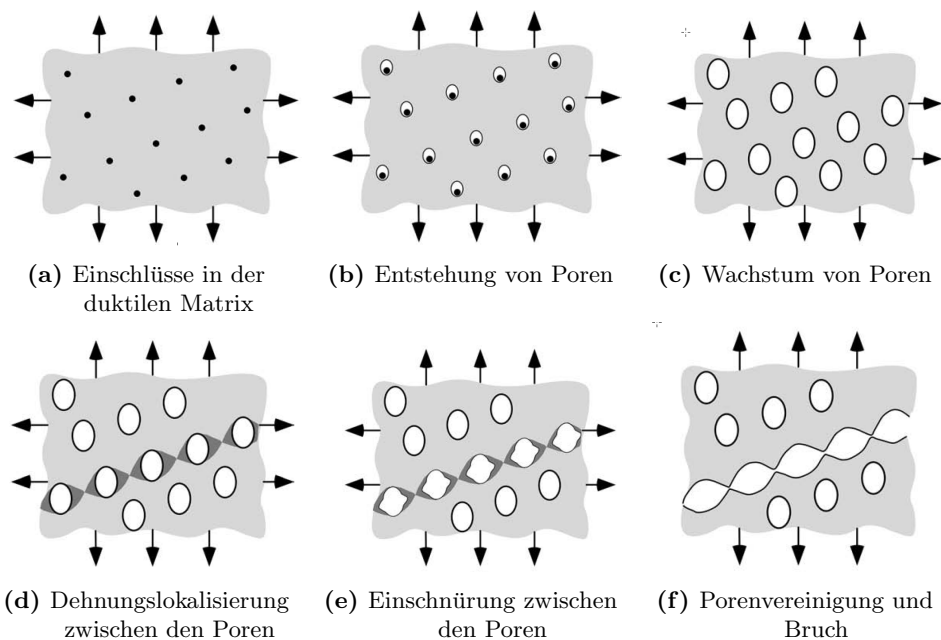 (a) Einschlüsse in der
duktilen Matrix
(b) Entstehung von Poren
(c) Wachstum von Poren
(d) Dehnungslokalisierung
zwischen den Poren
(e) Einschnürung zwischen
den Poren
(f) Porenvereinigung und
Bruch